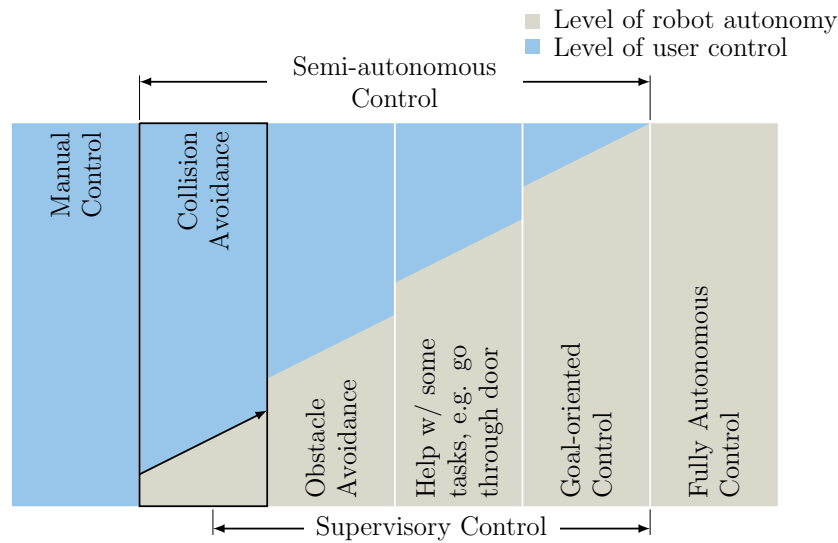 Level of robot autonomy
Level of user control
Semi-autonomous
Control
Manual
Control
Collision
Avoidance
Obstacle
Avoidance
Help w/ some
tasks, e.g. go
through door
Goal-oriented
Control
Fully Autonomous
Control
Supervisory Control